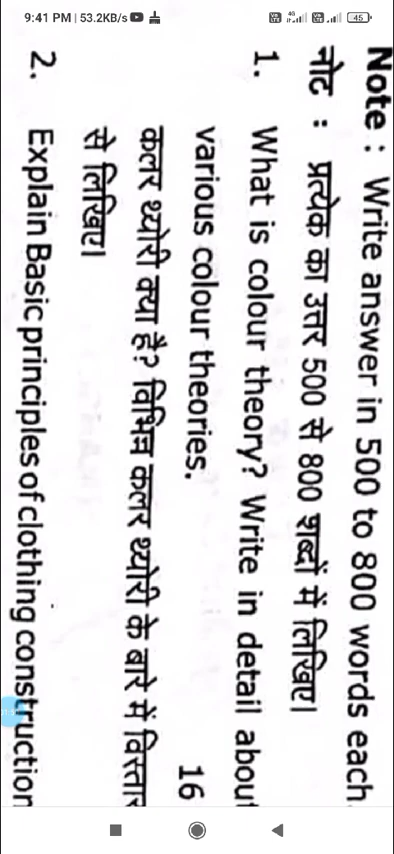 9:41 PM | 53.2KB/s
4G
45
Note : Write answer in 500 to 800 words each
नोट : प्रत्येक का उत्तर 500 से 800 शब्दों में लिखिए।
1. What is colour theory? Write in detail about
various colour theories. 16
कलर थ्योरी क्या है? विभिन्न कलर थ्योरी के बारे में विस्तार
से लिखिए।
2. Explain Basic principles of clothing construction